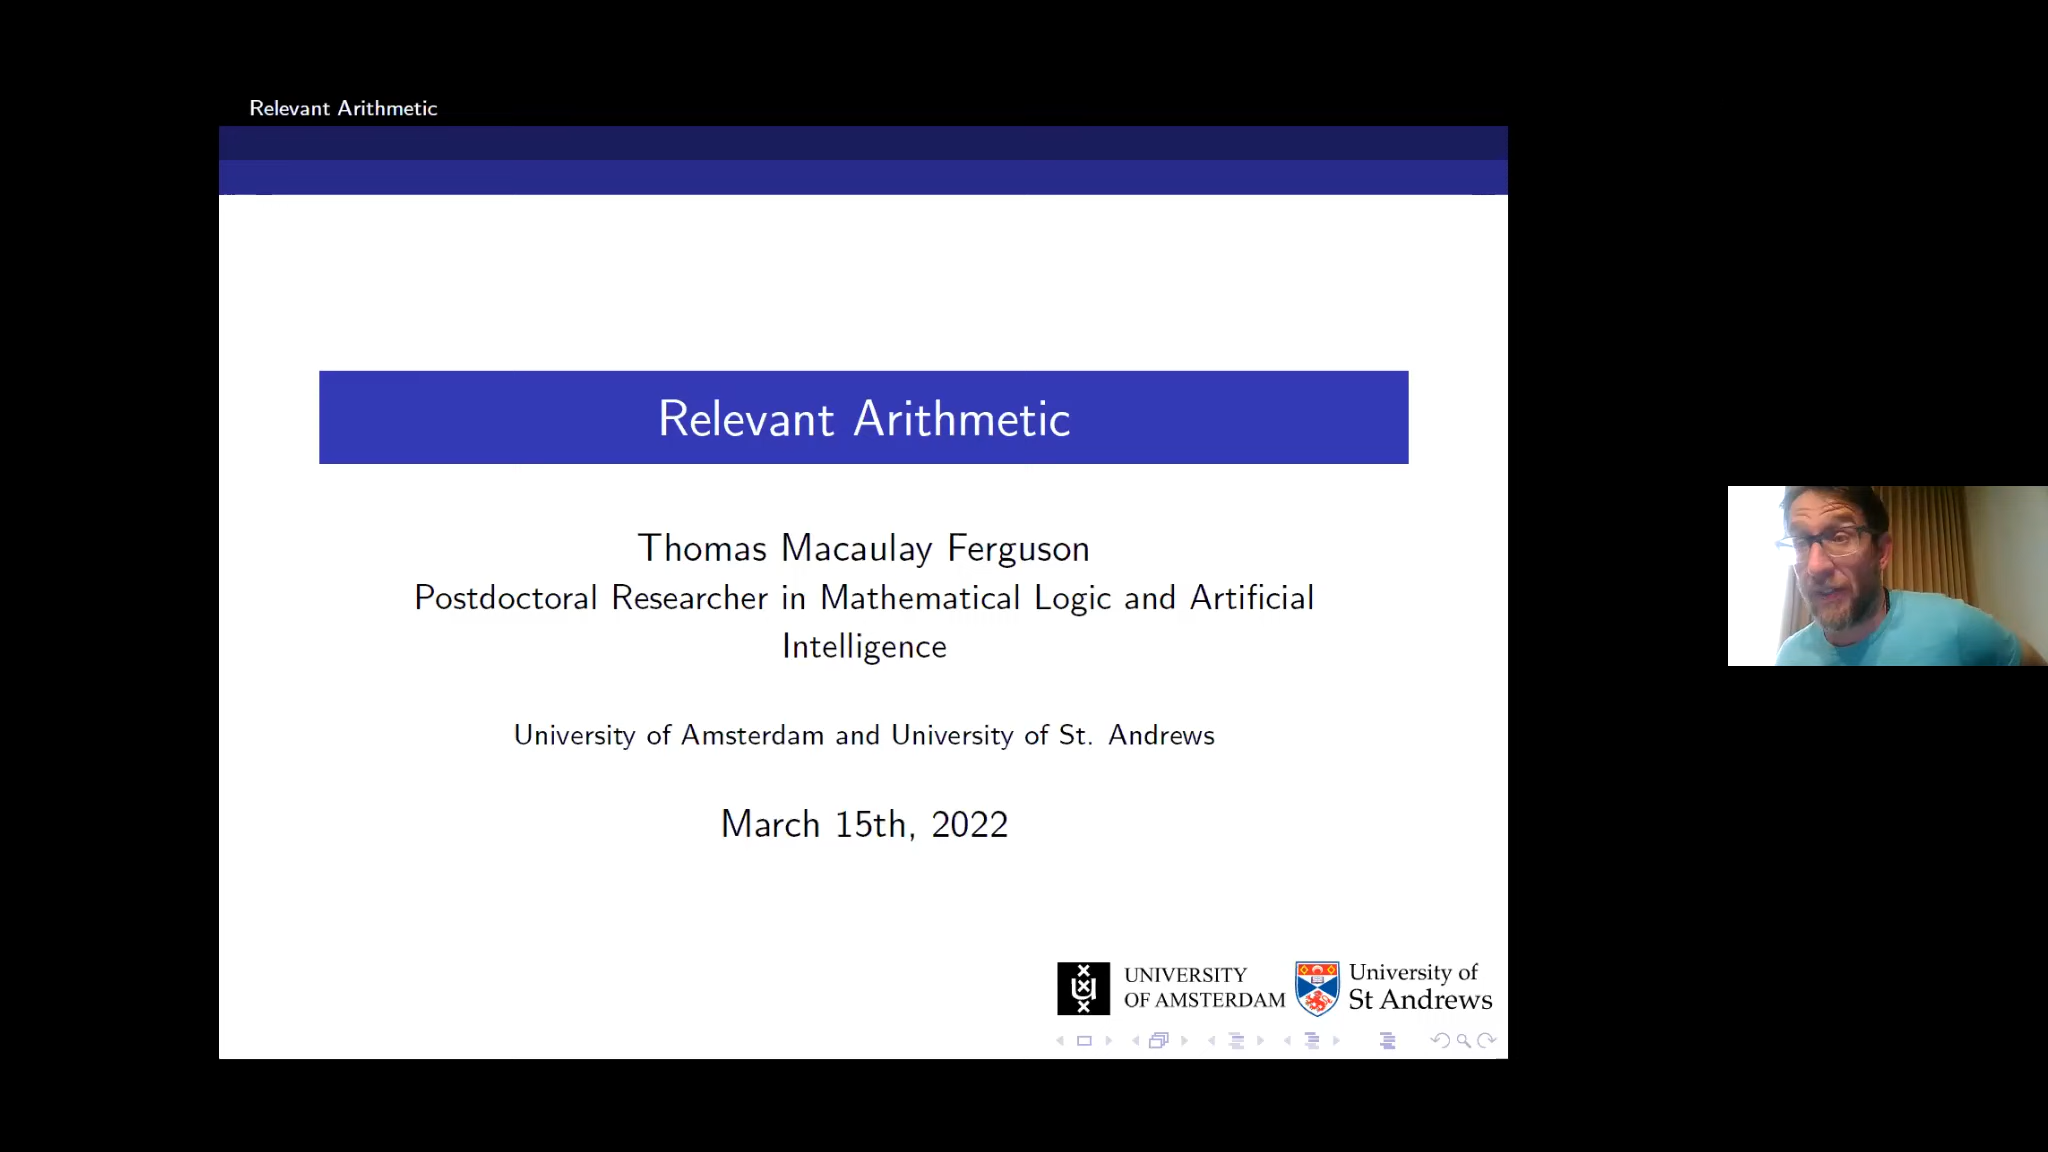 Relevant Arithmetic
Relevant Arithmetic
Thomas Macaulay Ferguson
Postdoctoral Researcher in Mathematical Logic and Artificial
Intelligence
University of Amsterdam and University of St. Andrews
March 15th, 2022
UNIVERSITY
OF AMSTERDAM
University of
St Andrews